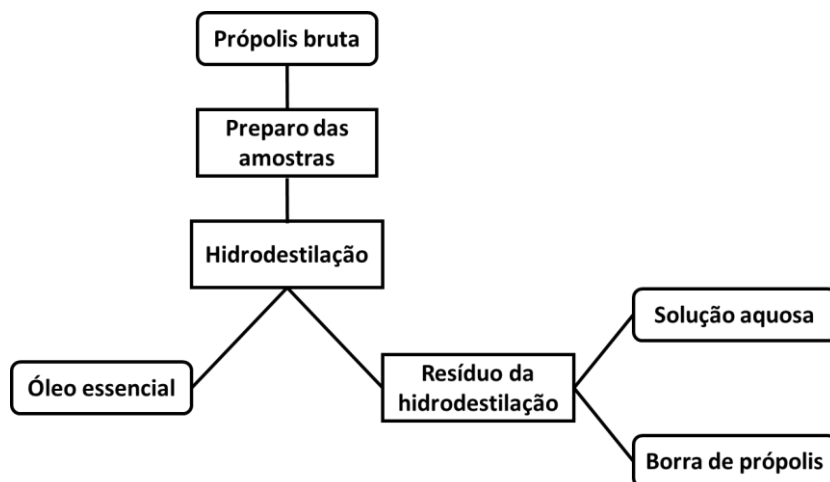 Própolis bruta
Preparo das
amostras
Hidrodestilação
Óleo essencial
Resíduo da
hidrodestilação
Solução aquosa
Borra de própolis